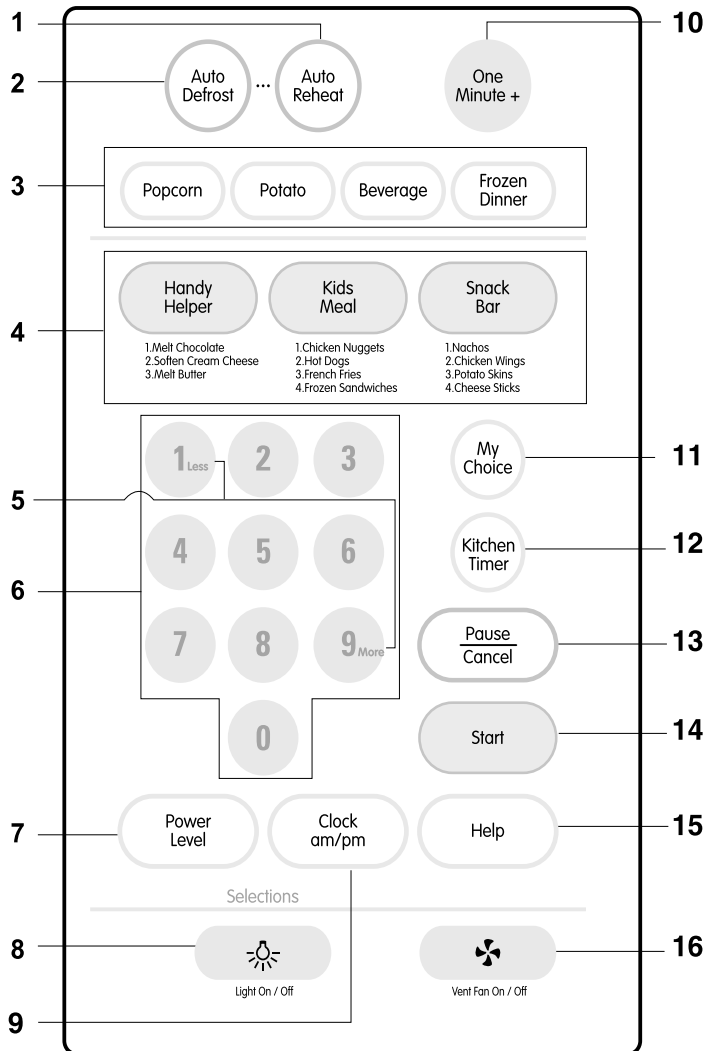 1
10
2
Auto
Defrost
...
Auto
Reheat
One
Minute +
3
Popcorn
Potato
Beverage
Frozen
Dinner
4
Handy
Helper
Kids
Meal
Snack
Bar
1.Melt Chocolate
2.Soften Cream Cheese
3.Melt Butter
1.Chicken Nuggets
2.Hot Dogs
3.French Fries
4.Frozen Sandwiches
1.Nachos
2.Chicken Wings
3.Potato Skins
4.Cheese Sticks
1 Less
2
3
My
Choice
11
5
4
5
6
Kitchen
Timer
12
6
7
8
9 More
Pause
Cancel
13
0
Start
14
7
Power
Level
Clock
am/pm
Help
15
Selections
8
Light On / Off
Vent Fan On / Off
16
9